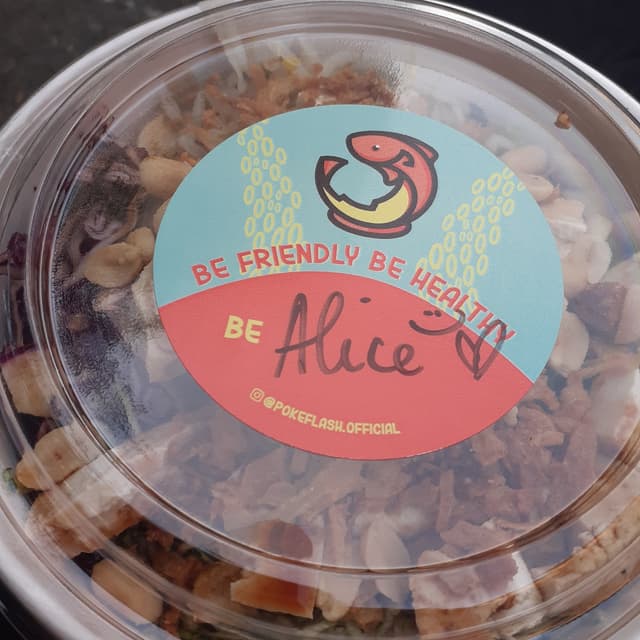 BE FRIENDLY BE HEALTHY
BE Alice
@POKEFLASH.OFFICIAL